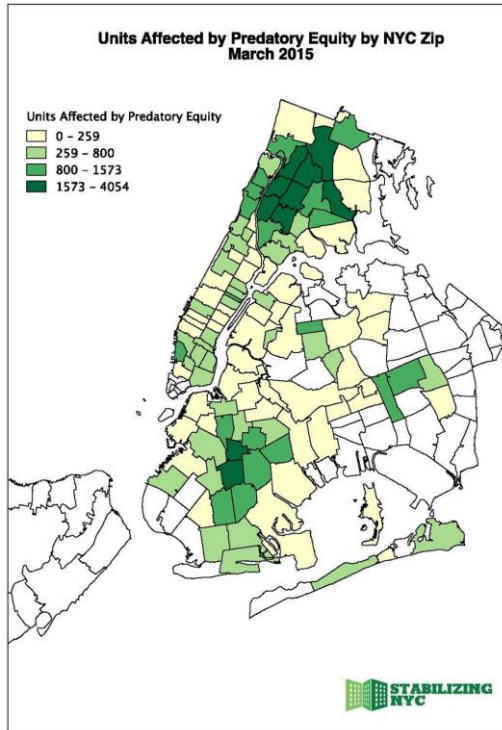 Units Affected by Predatory Equity by NYC Zip
March 2015
Units Affected by Predatory Equity
0 - 259
259 - 800
800 - 1573
1573 - 4054
STABILIZING
NYC